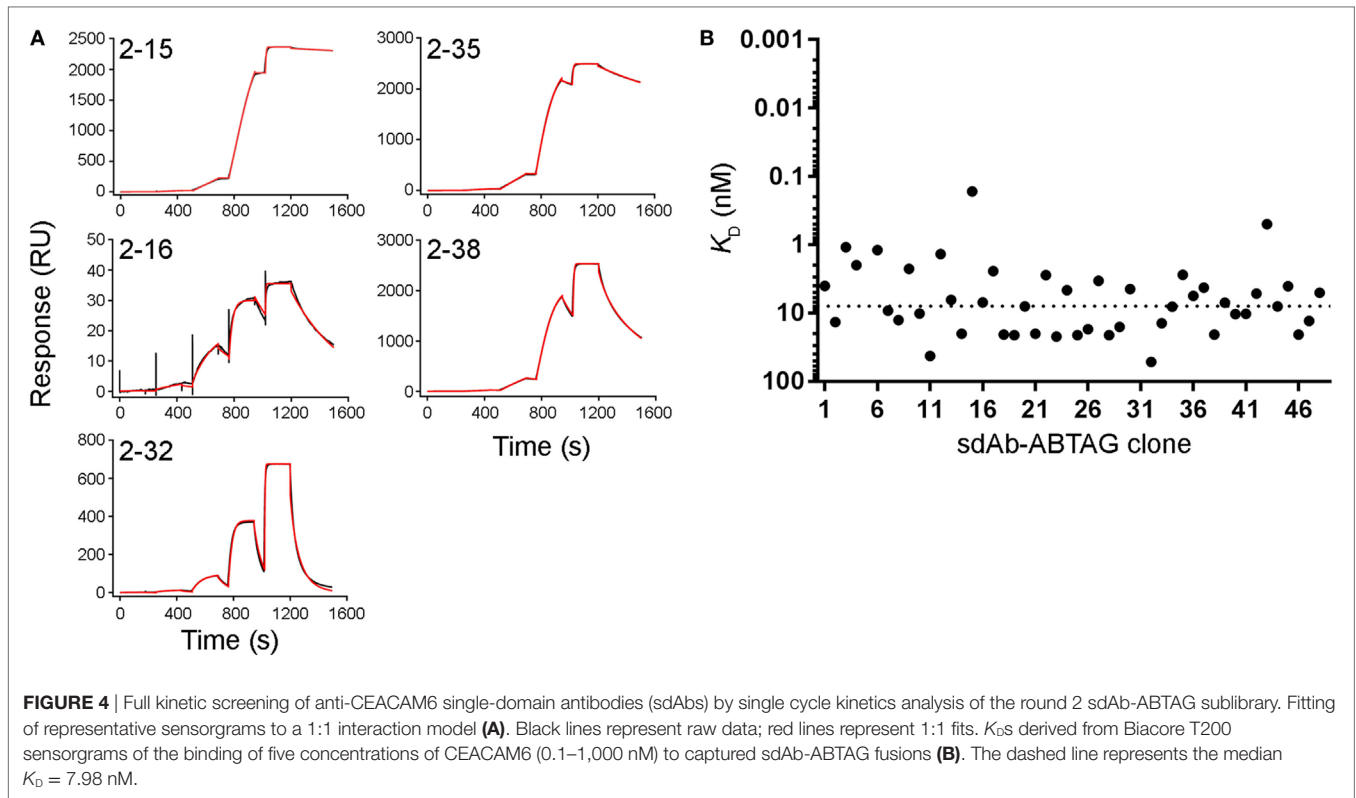 A
2-15
2500
2000
1500
1000
500
0
0 400 800 1200 1600
2-35
3000
2000
1000
0
0 400 800 1200 1600
2-16
50
40
30
20
10
0
0 400 800 1200 1600
2-38
3000
2000
1000
0
0 400 800 1200 1600
2-32
800
600
400
200
0
0 400 800 1200 1600
Response (RU)
Time (s)
Time (s)
B
0.001
0.01
0.1
1
10
100
KD (nM)
1 6 11 16 21 26 31 36 41 46
sdAb-ABTAG clone
FIGURE 4 | Full kinetic screening of anti-CEACAM6 single-domain antibodies (sdAbs) by single cycle kinetics analysis of the round 2 sdAb-ABTAG sublibrary. Fitting
of representative sensorgrams to a 1:1 interaction model (A). Black lines represent raw data; red lines represent 1:1 fits. KDs derived from Biacore T200
sensorgrams of the binding of five concentrations of CEACAM6 (0.1–1,000 nM) to captured sdAb-ABTAG fusions (B). The dashed line represents the median
KD = 7.98 nM.